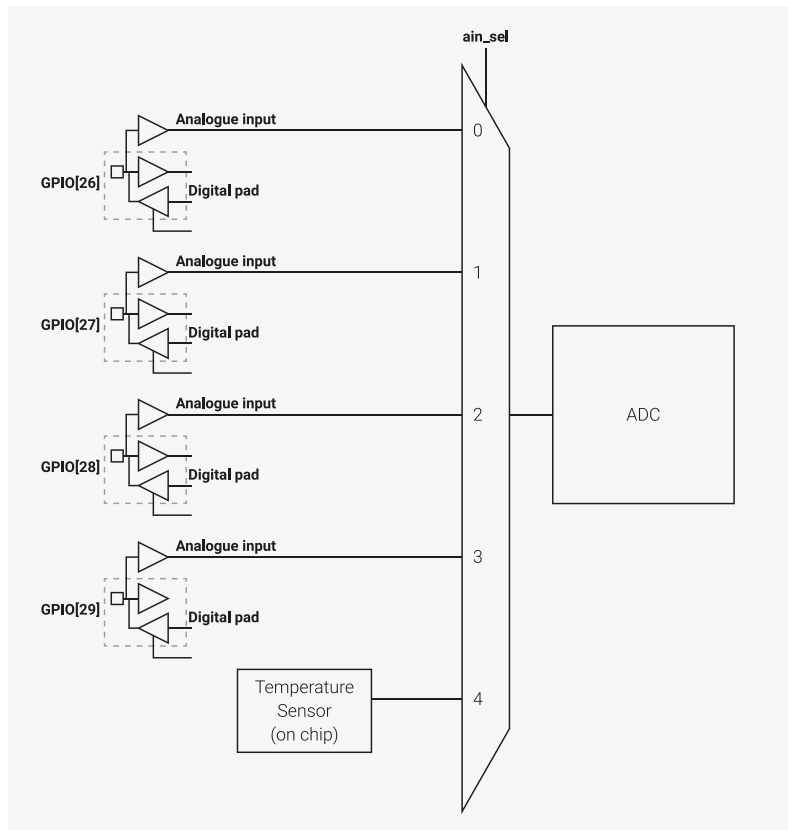 ain_sel
Analogue input
0
GPIO[26]
Digital pad
Analogue input
1
GPIO[27]
Digital pad
Analogue input
2
ADC
GPIO[28]
Digital pad
Analogue input
3
GPIO[29]
Digital pad
Temperature
Sensor
(on chip)
4